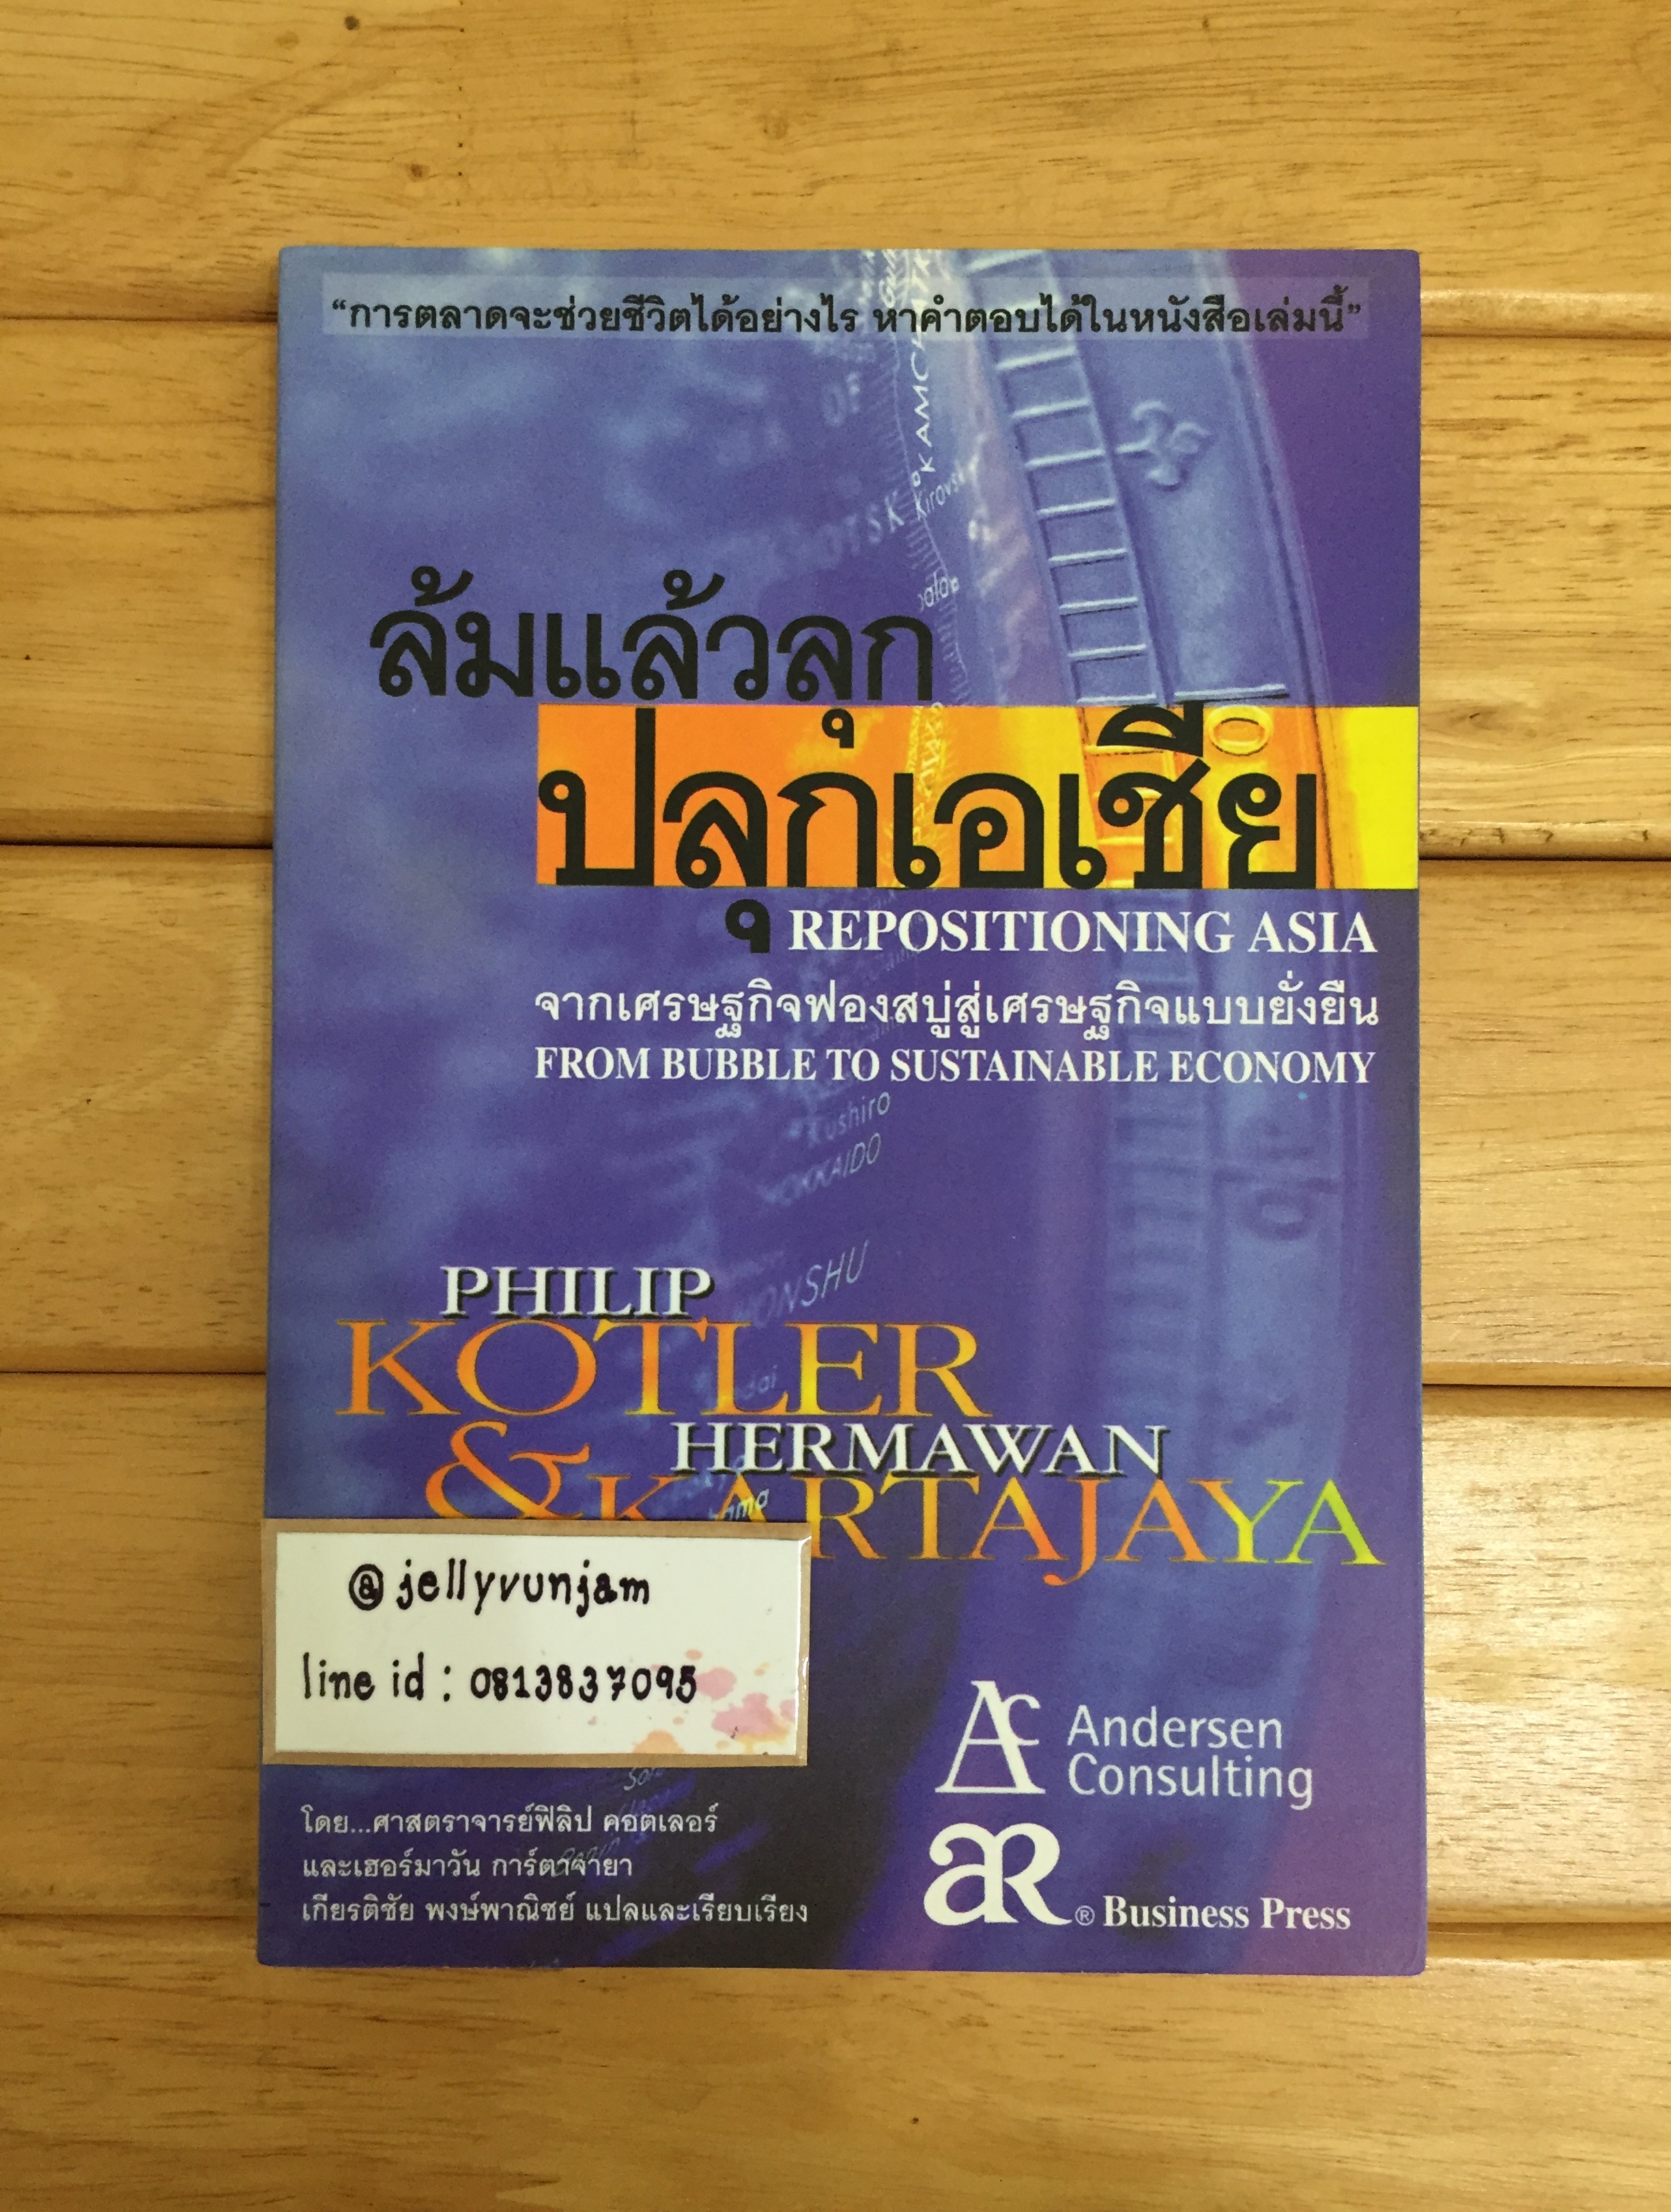 “การตลาดจะช่วยชีวิตได้อย่างไร หาคำตอบได้ในหนังสือเล่มนี้”
KAMCHA
Kirovsk
OTSK
OF
ล้มแล้วลุก
ปลุกเอเชีย
REPOSITIONING ASIA
จากเศรษฐกิจฟองสบู่สู่เศรษฐกิจแบบยั่งยืน
FROM BUBBLE TO SUSTAINABLE ECONOMY
Kushiro
HOKKAIDO
HONSHU
PHILIP
KOTLER
& HERMAWAN
KARTAJAYA
@jellyvunjam
line id : 0813837095
Ac Andersen
Consulting
โดย...ศาสตราจารย์ฟิลิป คอตเลอร์
และเฮอร์มาวัน การ์ตาจายา
เกียรติชัย พงษ์พาณิชย์ แปลและเรียบเรียง
aR® Business Press